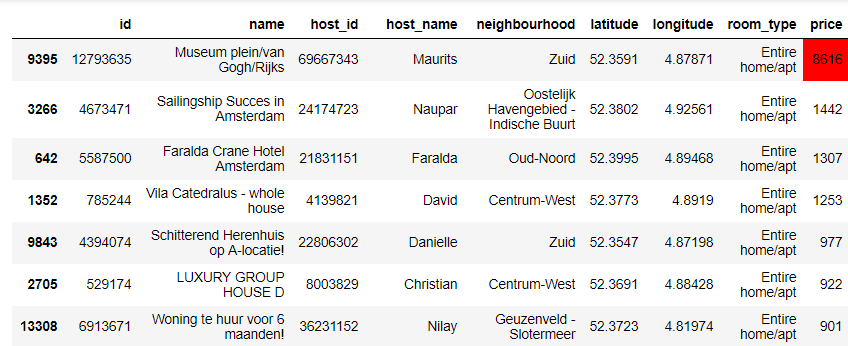 id name host_id host_name neighbourhood latitude longitude room_type price
9395 12793635 Museum plein/van Gogh/Rijks 69667343 Maurits Zuid 52.3591 4.87871 Entire home/apt 8616
3266 4673471 Sailingship Succes in Amsterdam 24174723 Naupar Oostelijk Havengebied - Indische Buurt 52.3802 4.92561 Entire home/apt 1442
642 5587500 Faralda Crane Hotel Amsterdam 21831151 Faralda Oud-Noord 52.3995 4.89468 Entire home/apt 1307
1352 785244 Vila Catedralus - whole house 4139821 David Centrum-West 52.3773 4.8919 Entire home/apt 1253
9843 4394074 Schitterend Herenhuis op A-locatie! 22806302 Danielle Zuid 52.3547 4.87198 Entire home/apt 977
2705 529174 LUXURY GROUP HOUSE D 8003829 Christian Centrum-West 52.3691 4.88428 Entire home/apt 922
13308 6913671 Woning te huur voor 6 maanden! 36231152 Nilay Geuzenveld - Slotermeer 52.3723 4.81974 Entire home/apt 901